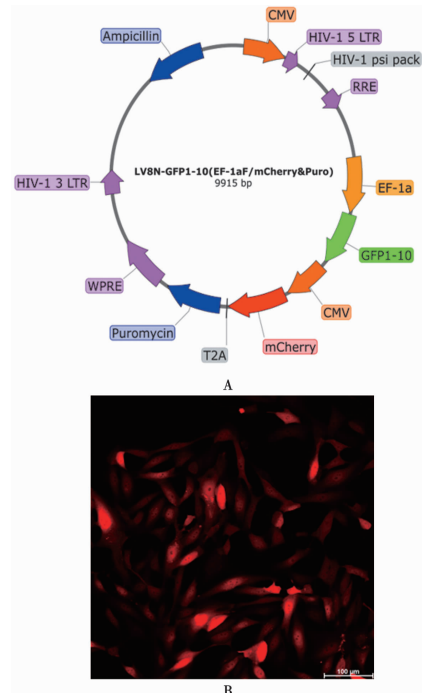 CMV
Ampicillin
HIV-1 5 LTR
HIV-1 psi pack
RRE
LV8N-GFP1-10(EF-1aF/mCherry&Puro)
9915 bp
HIV-1 3 LTR
EF-1a
GFP1-10
WPRE
CMV
Puromycin
T2A
mCherry
A
100 μm
B